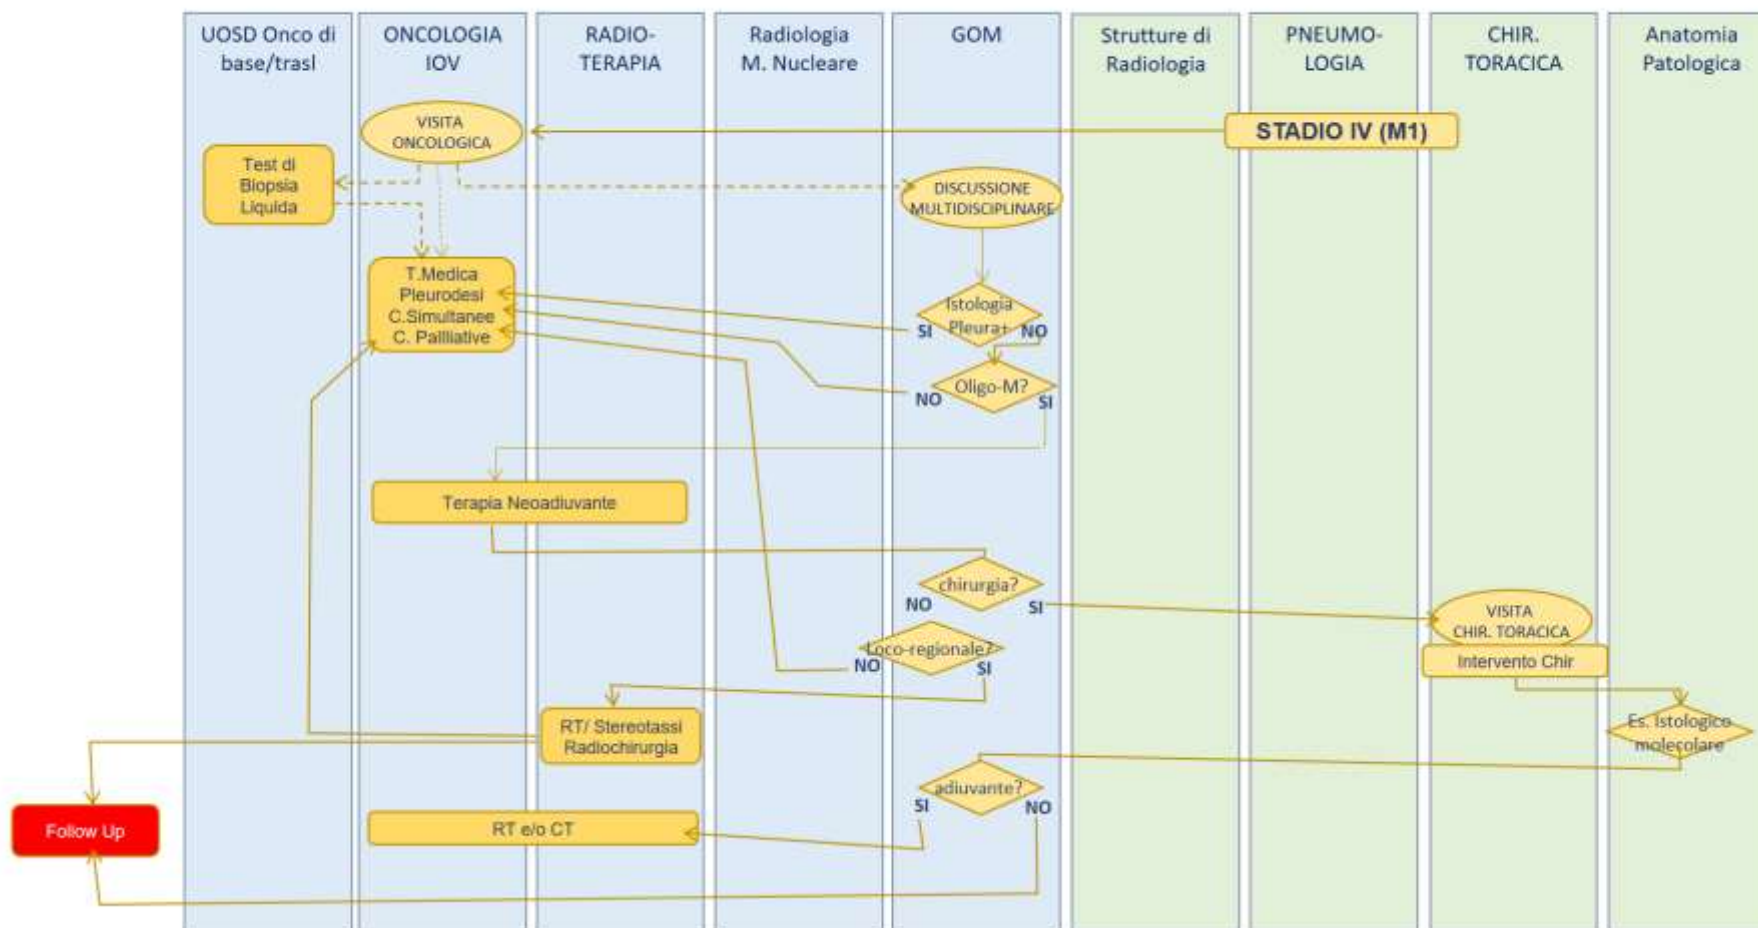 UOSD Onco di
base/trasl
ONCOLOGIA
IOV
RADIO-
TERAPIA
Radiologia
M. Nucleare
GOM
Strutture di
Radiologia
PNEUMO-
LOGIA
CHIR.
TORACICA
Anatomia
Patologica
VISITA
ONCOLOGICA
STADIO IV (M1)
Test di
Biopsia
Liquida
DISCUSSIONE
MULTIDISCIPLINARE
T.Medica
Pleurodesi
C.Simultanee
C. Pallliative
Istologia
Pleura+
SI
NO
Oligo-M?
NO
SI
Terapia Neoadiuvante
chirurgia?
NO
SI
VISITA
CHIR. TORACICA
Intervento Chir
Loco-regionale?
NO
SI
RT/ Stereotassi
Radiochirurgia
Es. Istologico
molecolare
adiuvante?
SI
NO
RT e/o CT
Follow Up